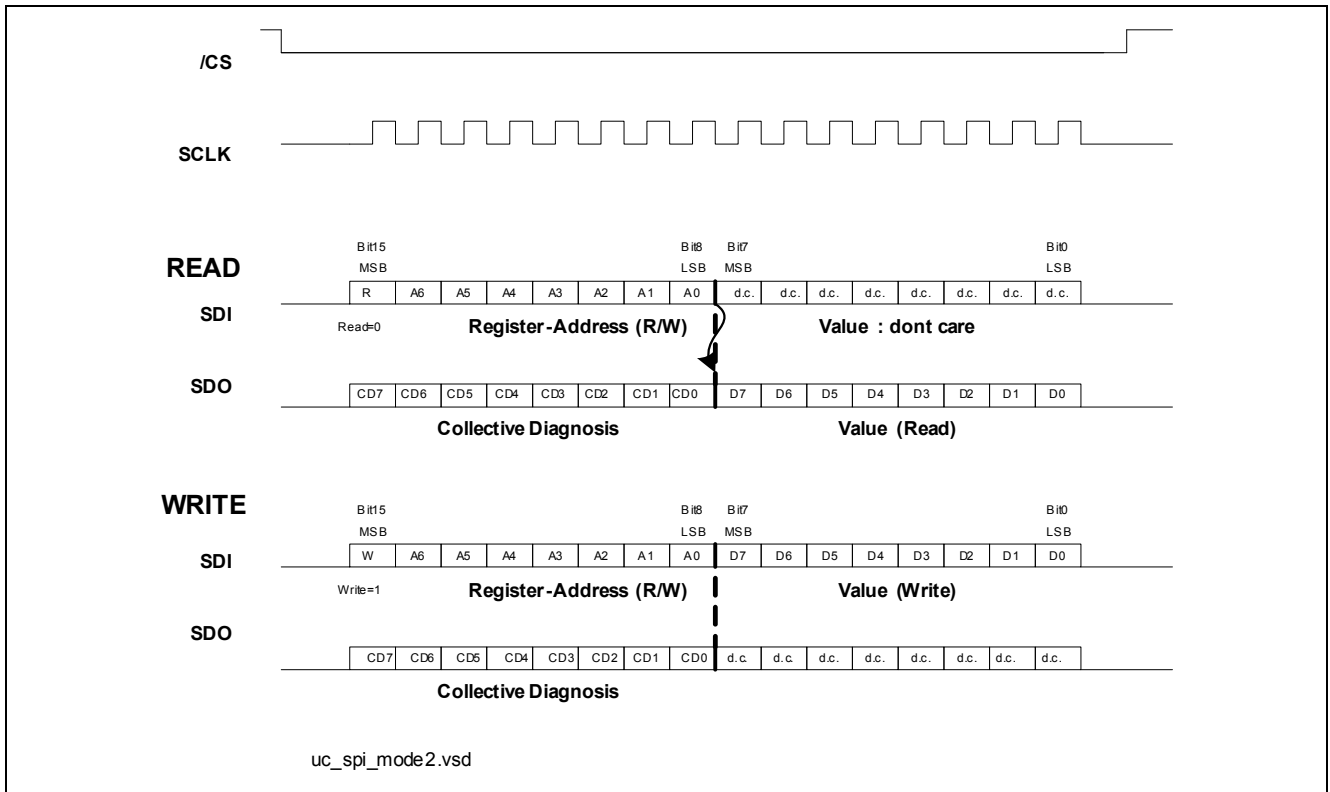 /CS
SCLK
Bit15 Bit8 Bit7 Bit0
READ MSB LSB MSB LSB
R A6 A5 A4 A3 A2 A1 A0 d.c. d.c. d.c. d.c. d.c. d.c. d.c. d.c.
SDI
Read=0 Register-Address (R/W) Value : dont care
SDO
CD7 CD6 CD5 CD4 CD3 CD2 CD1 CD0 D7 D6 D5 D4 D3 D2 D1 D0
Collective Diagnosis Value (Read)
WRITE
Bit15 Bit8 Bit7 Bit0
MSB LSB MSB LSB
SDI W A6 A5 A4 A3 A2 A1 A0 D7 D6 D5 D4 D3 D2 D1 D0
Write=1 Register-Address (R/W) Value (Write)
SDO
CD7 CD6 CD5 CD4 CD3 CD2 CD1 CD0 d.c. d.c. d.c. d.c. d.c. d.c. d.c. d.c.
Collective Diagnosis
uc_spi_mode2.vsd